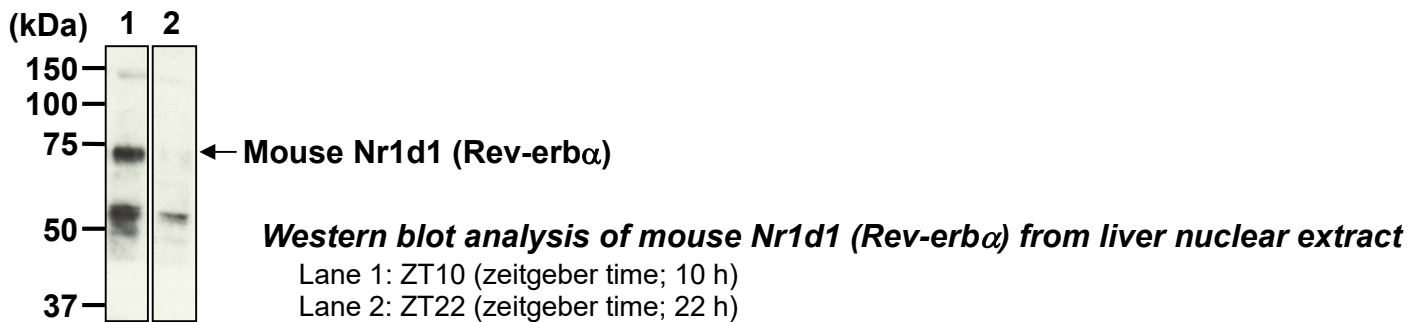 (kDa) 1 2
150
100
75
Mouse Nr1d1 (Rev-erbα)
50
Western blot analysis of mouse Nr1d1 (Rev-erbα) from liver nuclear extract
Lane 1: ZT10 (zeitgeber time; 10 h)
37
Lane 2: ZT22 (zeitgeber time; 22 h)